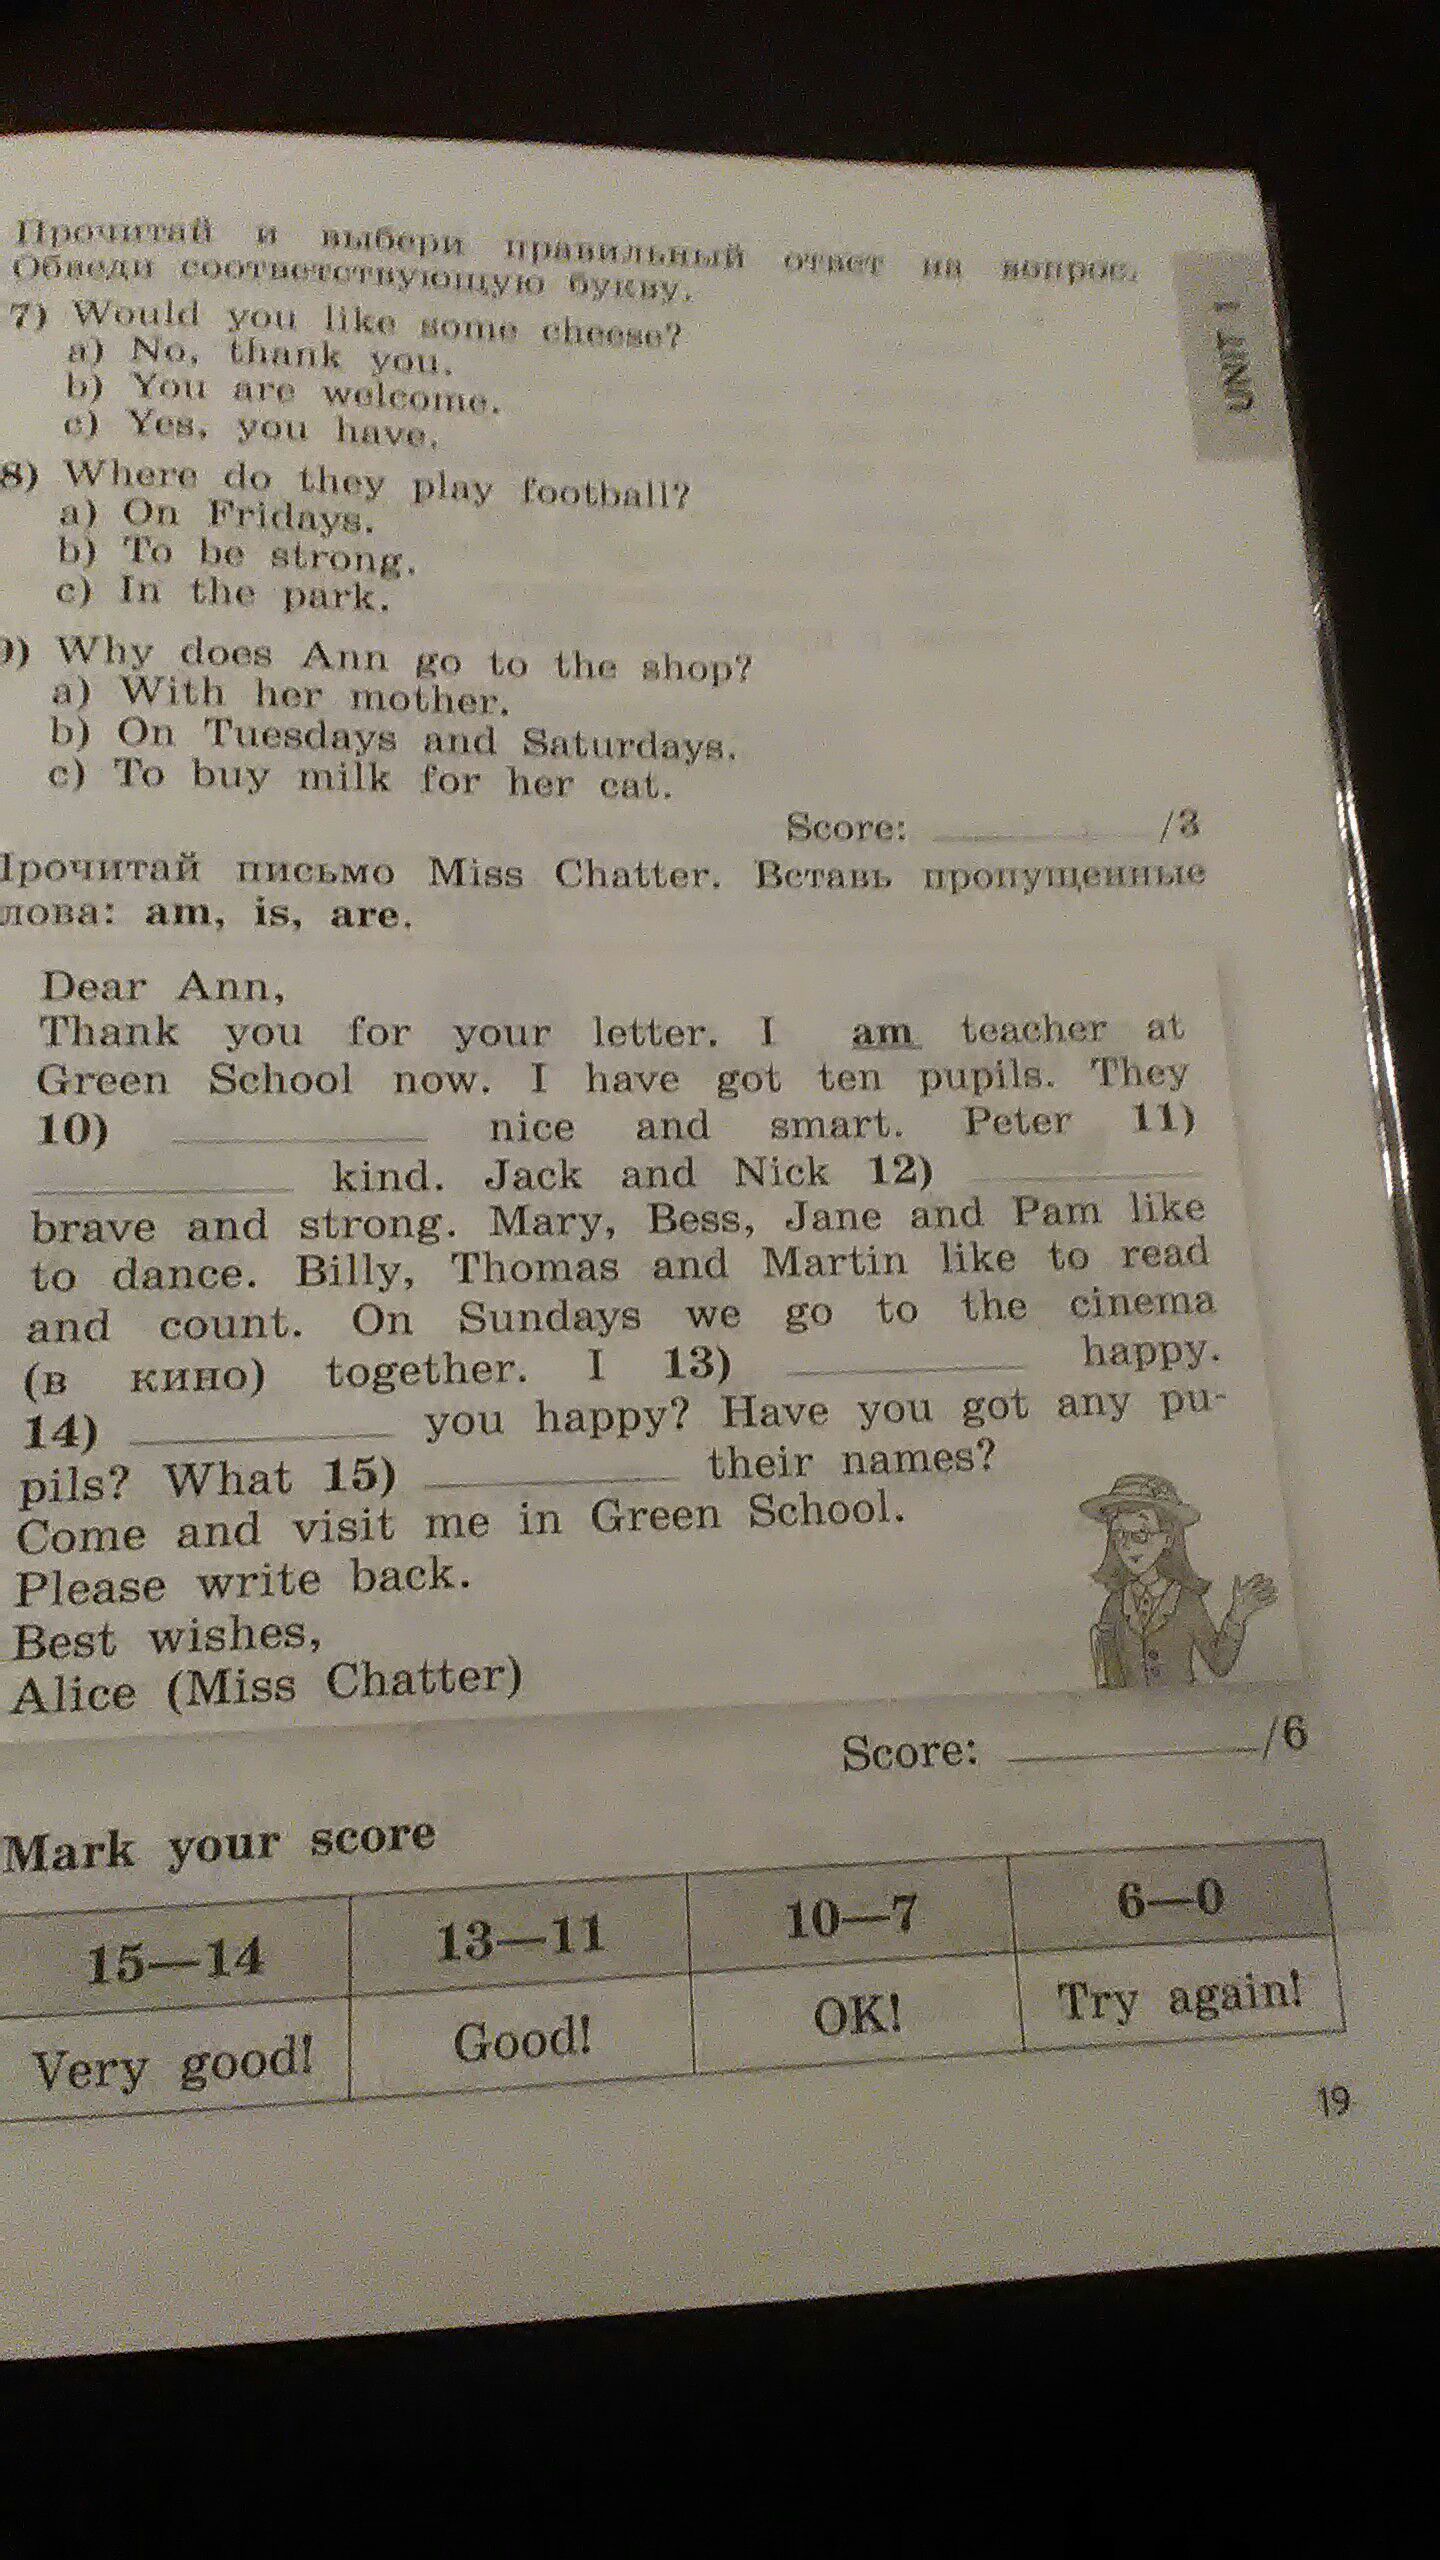 Прочитай и выбери правильный ответ на вопрос.
Обведи соответствующую букву.
UNIT 1
7) Would you like some cheese?
a) No, thank you.
b) You are welcome.
c) Yes, you have.
8) Where do they play football?
a) On Fridays.
b) To be strong.
c) In the park.
9) Why does Ann go to the shop?
a) With her mother.
b) On Tuesdays and Saturdays.
c) To buy milk for her cat.
Score: /3
Прочитай письмо Miss Chatter. Вставь пропущенные
лова: am, is, are.
Dear Ann,
Thank you for your letter. I am teacher at
Green School now. I have got ten pupils. They
10) nice and smart. Peter 11)
kind. Jack and Nick 12)
brave and strong. Mary, Bess, Jane and Pam like
to dance. Billy, Thomas and Martin like to read
and count. On Sundays we go to the cinema
(в кино) together. I 13) happy.
14) you happy? Have you got any pu-
pils? What 15) their names?
Come and visit me in Green School.
Please write back.
Best wishes,
Alice (Miss Chatter)
Score: /6
Mark your score
15—14 13—11 10—7 6—0
Very good! Good! OK! Try again!
19